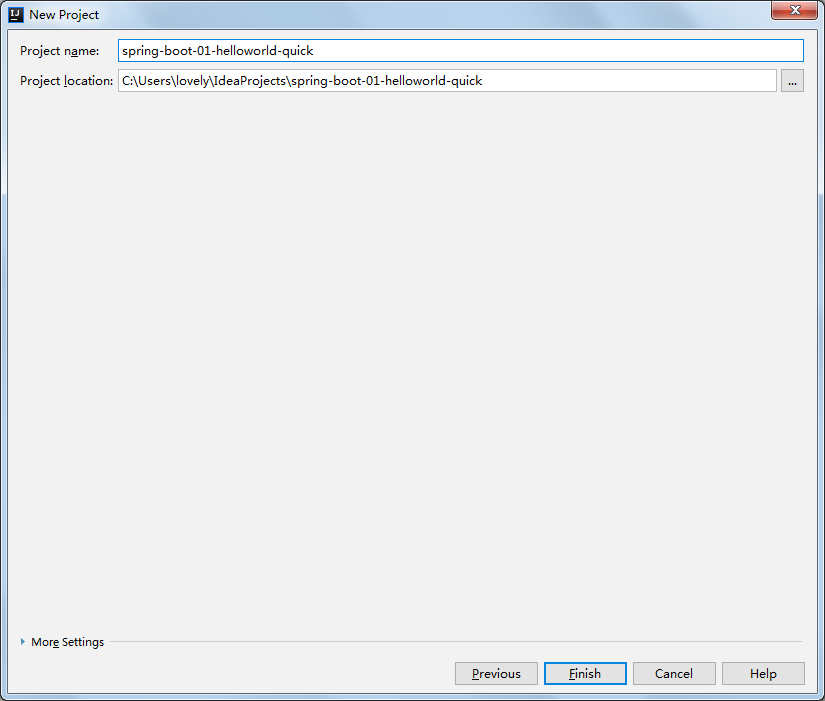 New Project
Project name: spring-boot-01-helloworld-quick
Project location: C:\Users\lovely\IdeaProjects\spring-boot-01-helloworld-quick ...
More Settings
Previous Finish Cancel Help